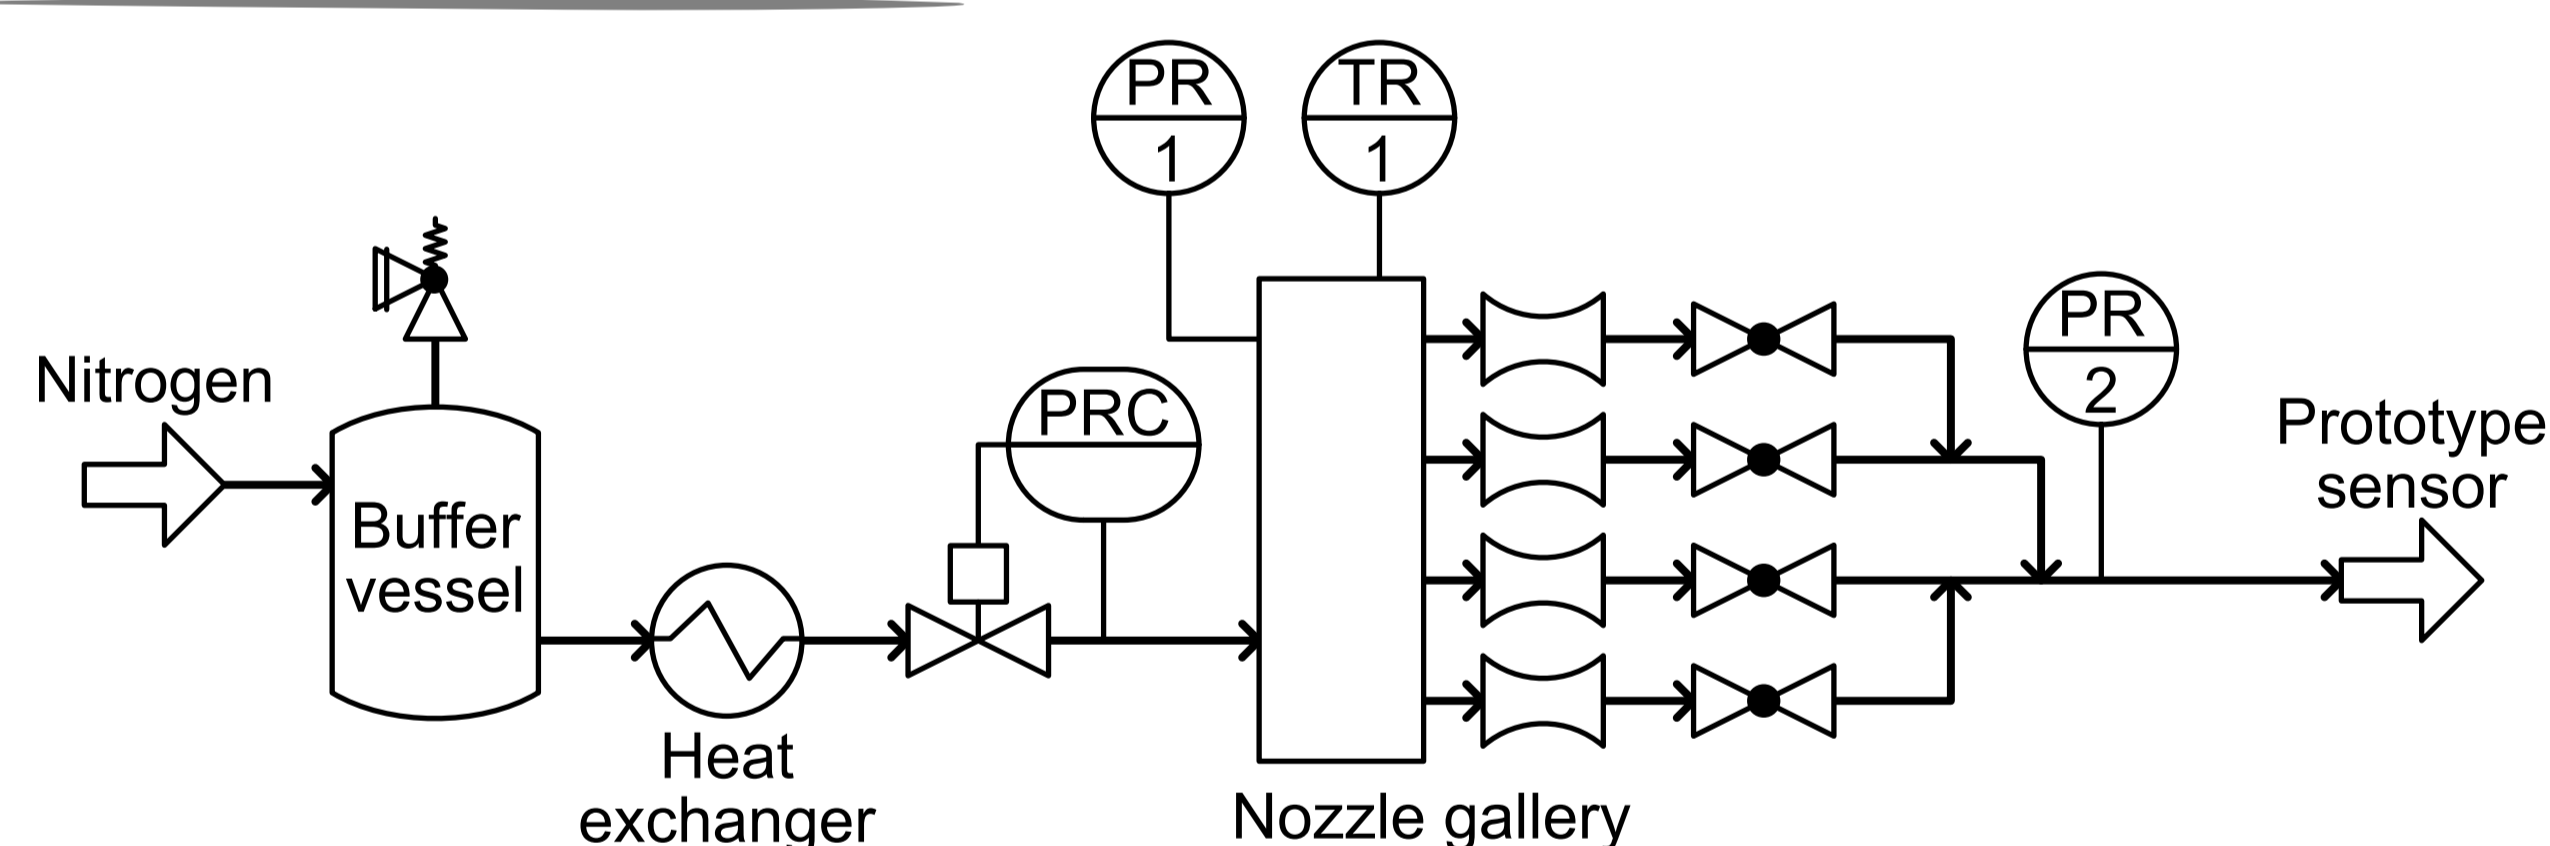 PR
1
TR
1
Nitrogen
Buffer
vessel
Heat
exchanger
PRC
PR
2
Prototype
sensor
Nozzle gallery